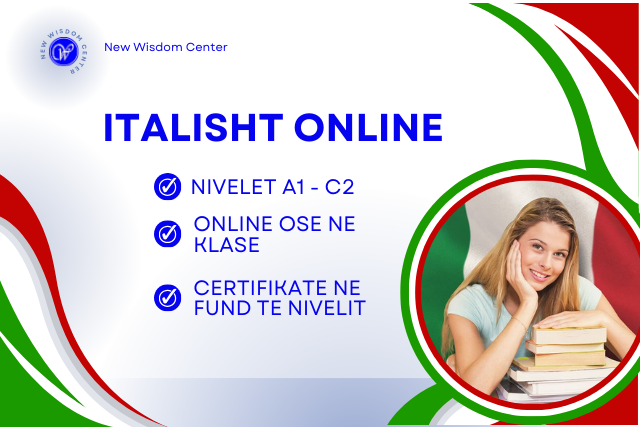 NEW WISDOM CENTER
New Wisdom Center
ITALISHT ONLINE
NIVELET A1 - C2
ONLINE OSE NE
KLASE
CERTIFIKATE NE
FUND TE NIVELIT